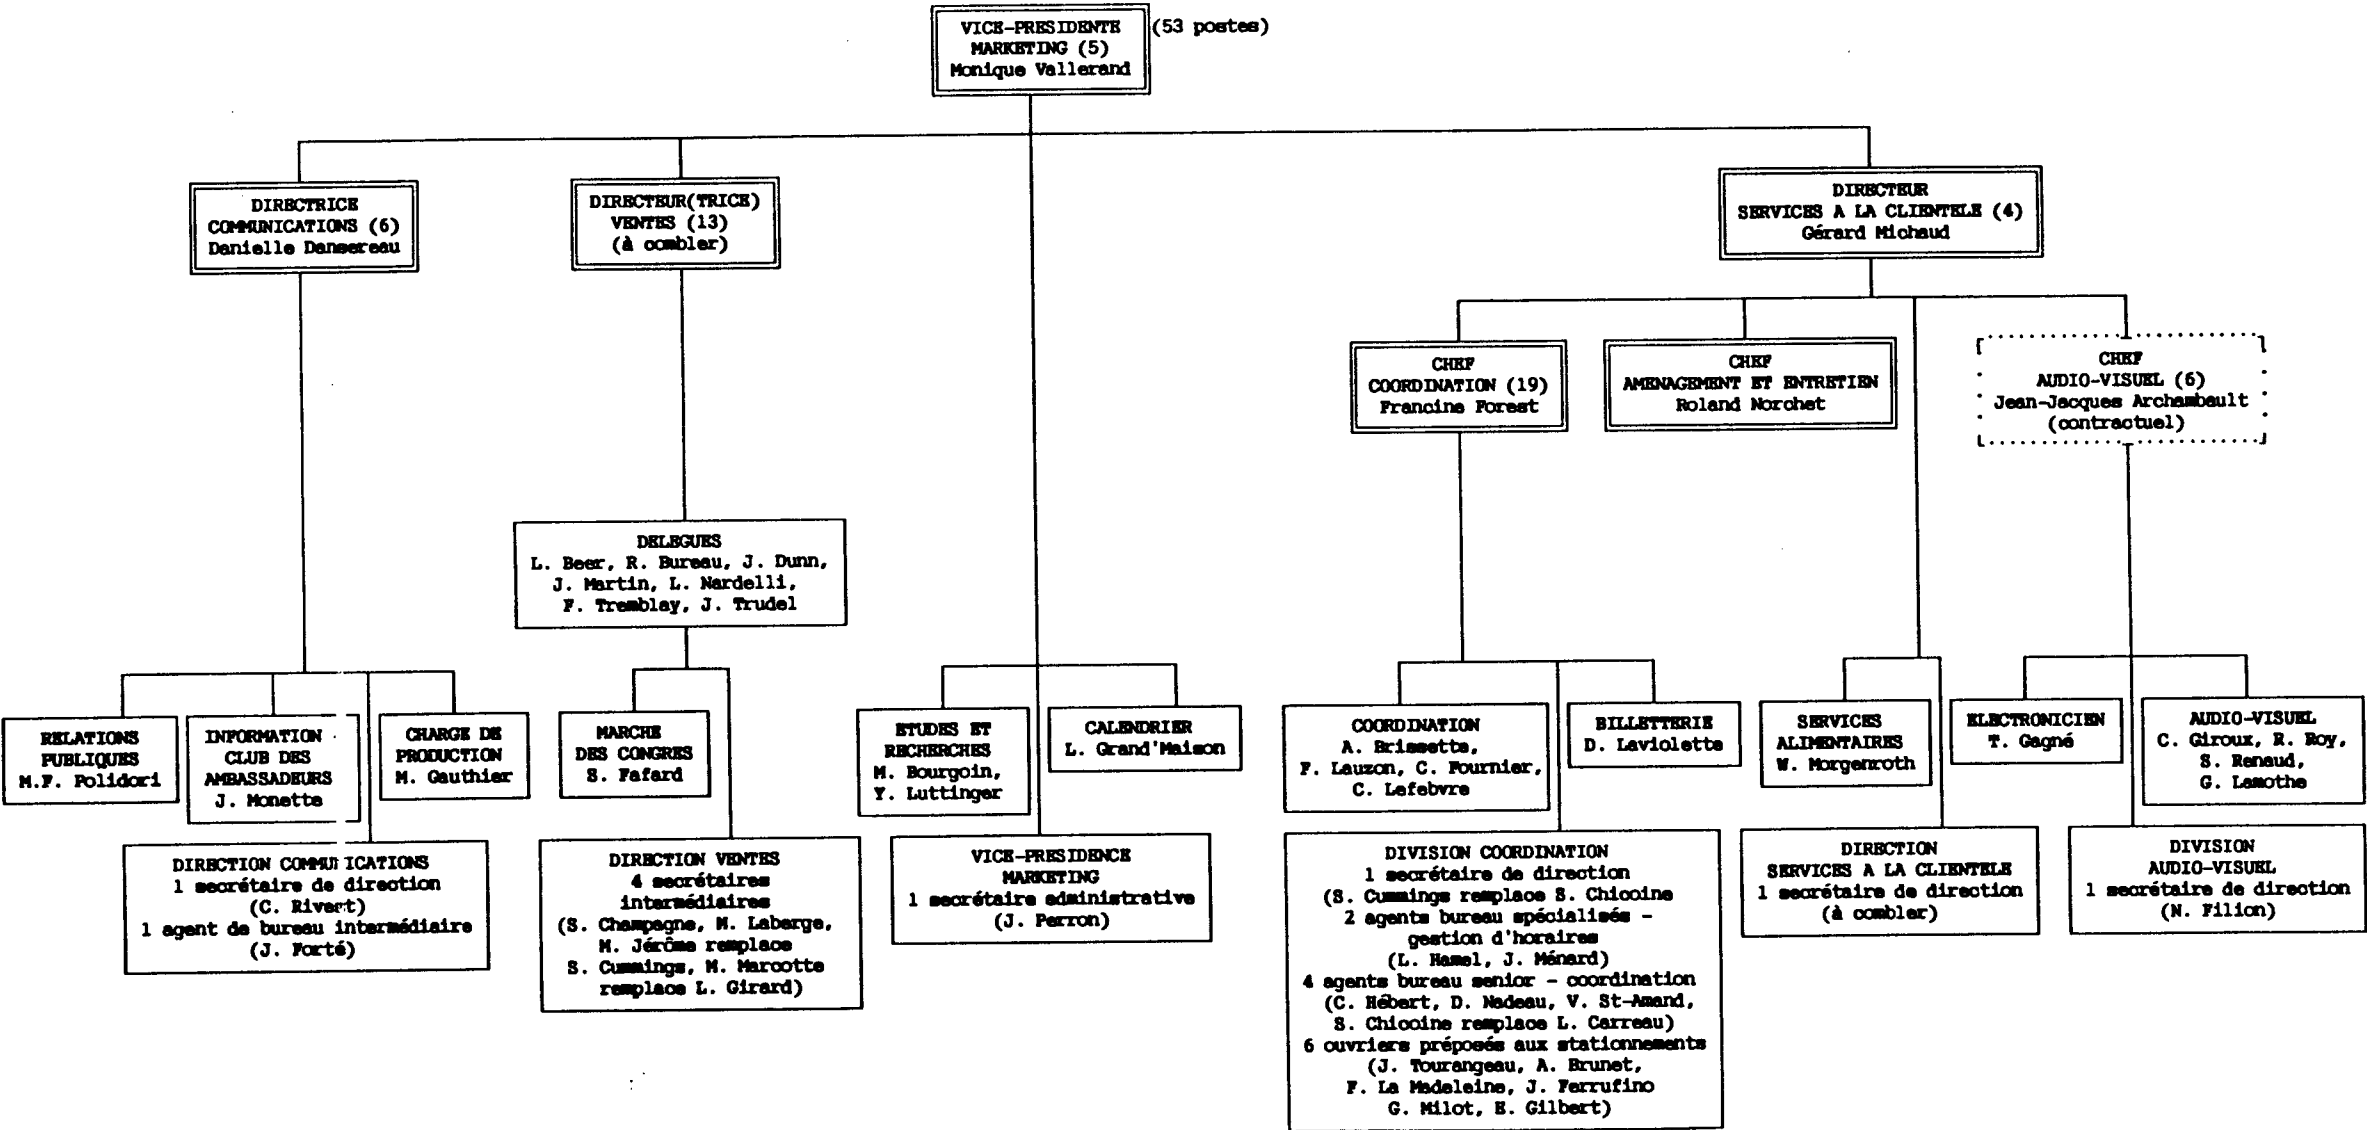 VICE-PRESIDENTE
MARKETING (5)
Monique Vallerand
(53 postes)
DIRECTRICE
COMMUNICATIONS (6)
Danielle Dansereau
DIRECTEUR(TRICE)
VENTES (13)
(à combler)
DIRECTEUR
SERVICES A LA CLIENTELE (4)
Gérard Michaud
CHEF
COORDINATION (19)
Francine Forest
CHEF
AMENAGEMENT ET ENTRETIEN
Roland Norchet
CHEF
AUDIO-VISUEL (6)
Jean-Jacques Archambault
(contractuel)
DELEGUES
L. Beer, R. Bureau, J. Dunn,
J. Martin, L. Nardelli,
F. Tremblay, J. Trudel
RELATIONS
PUBLIQUES
M.F. Polidori
INFORMATION
CLUB DES
AMBASSADEURS
J. Monette
CHARGE DE
PRODUCTION
M. Gauthier
MARCHE
DES CONGRES
S. Fafard
ETUDES ET
RECHERCHES
M. Bourgoin,
Y. Luttinger
CALENDRIER
L. Grand'Maison
COORDINATION
A. Brissette,
F. Lauzon, C. Fournier,
C. Lefebvre
BILLETTERIE
D. Laviolette
SERVICES
ALIMENTAIRES
W. Morgenroth
ELECTRONICIEN
T. Gagné
AUDIO-VISUEL
C. Giroux, R. Roy,
S. Renaud,
G. Lamothe
DIRECTION COMMUNICATIONS
1 secrétaire de direction
(C. Rivert)
1 agent de bureau intermédiaire
(J. Forté)
DIRECTION VENTES
4 secrétaires
intermédiaires
(S. Champagne, M. Laberge,
M. Jérôme remplace
S. Cummings, M. Marcotte
remplace L. Girard)
VICE-PRESIDENCE
MARKETING
1 secrétaire administrative
(J. Perron)
DIVISION COORDINATION
1 secrétaire de direction
(S. Cummings remplace S. Chicoine
2 agents bureau spécialisés -
gestion d'horaires
(L. Hamel, J. Ménard)
4 agents bureau senior - coordination
(C. Hébert, D. Nadeau, V. St-Amand,
S. Chicoine remplace L. Carreau)
6 ouvriers préposés aux stationnements
(J. Tourangeau, A. Brunet,
F. La Madeleine, J. Ferrufino
G. Milot, E. Gilbert)
DIRECTION
SERVICES A LA CLIENTELE
1 secrétaire de direction
(à combler)
DIVISION
AUDIO-VISUEL
1 secrétaire de direction
(N. Filion)